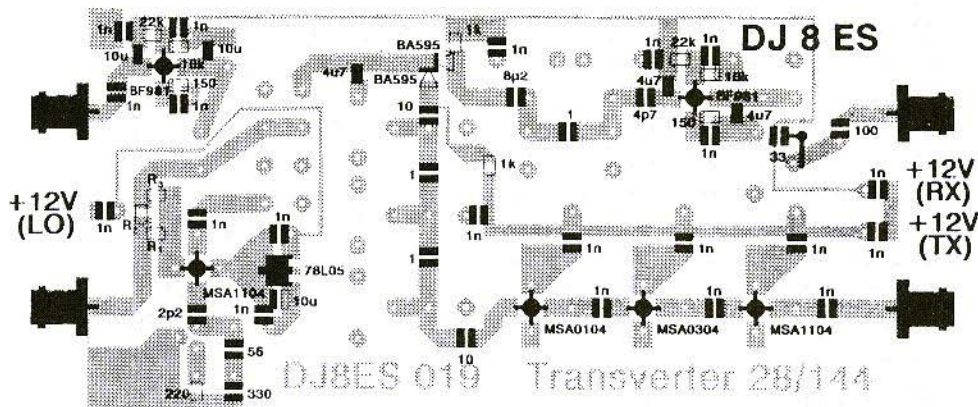 1n
22k
1n
10u
10u
18k
BF981
150
1n
1n
4u7
BA595
BA595
1k
1n
8p2
10
1
4p7
1n
22k
1n
4u7
18k
BF981
150
4u7
1n
DJ 8 ES
33
100
+12V
(LO)
1n
R3
R
R1
1n
1n
78L05
MSA1104
10u
2p2
1n
56
220
330
1
1
10
1k
1n
1n
1n
1n
+12V
(RX)
1n
+12V
(TX)
1n
MSA0104
1n
MSA0304
1n
MSA1104
1n
DJ8ES 019 Transverter 28/144